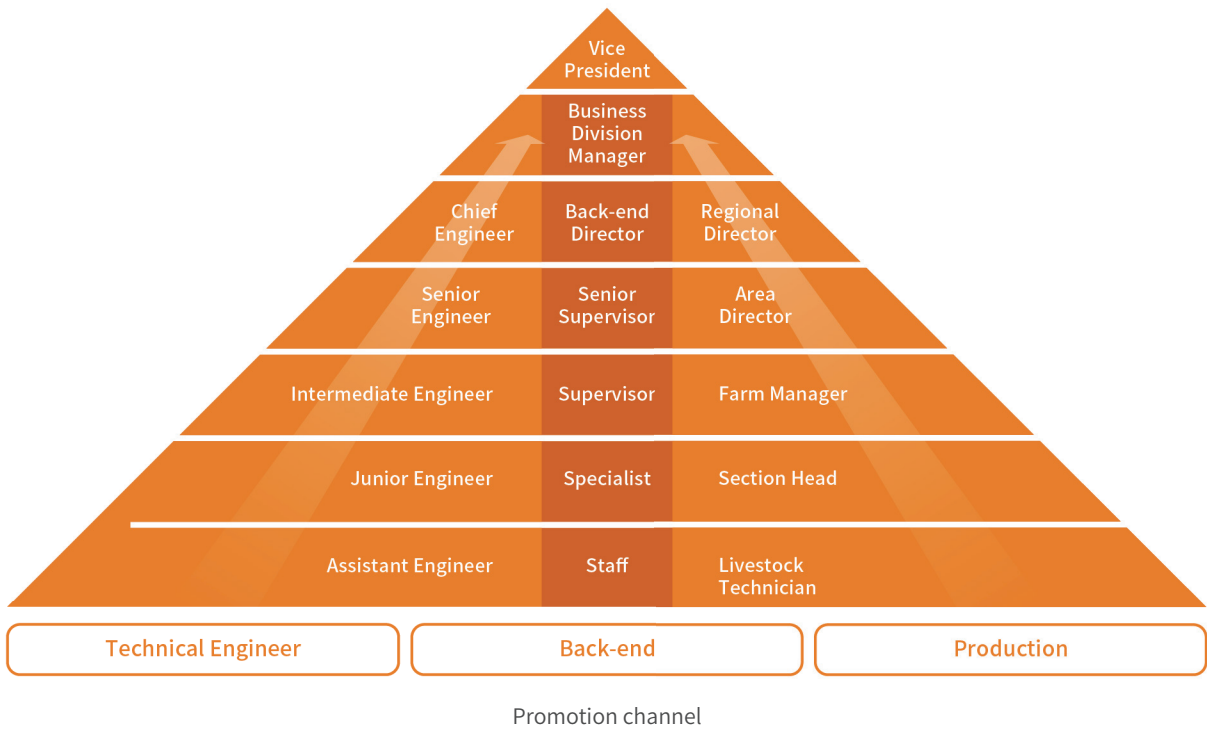 Vice
President
Business
Division
Manager
Chief
Engineer
Back-end
Director
Regional
Director
Senior
Engineer
Senior
Supervisor
Area
Director
Intermediate Engineer
Supervisor
Farm Manager
Junior Engineer
Specialist
Section Head
Assistant Engineer
Staff
Livestock
Technician
Technical Engineer
Back-end
Production
Promotion channel